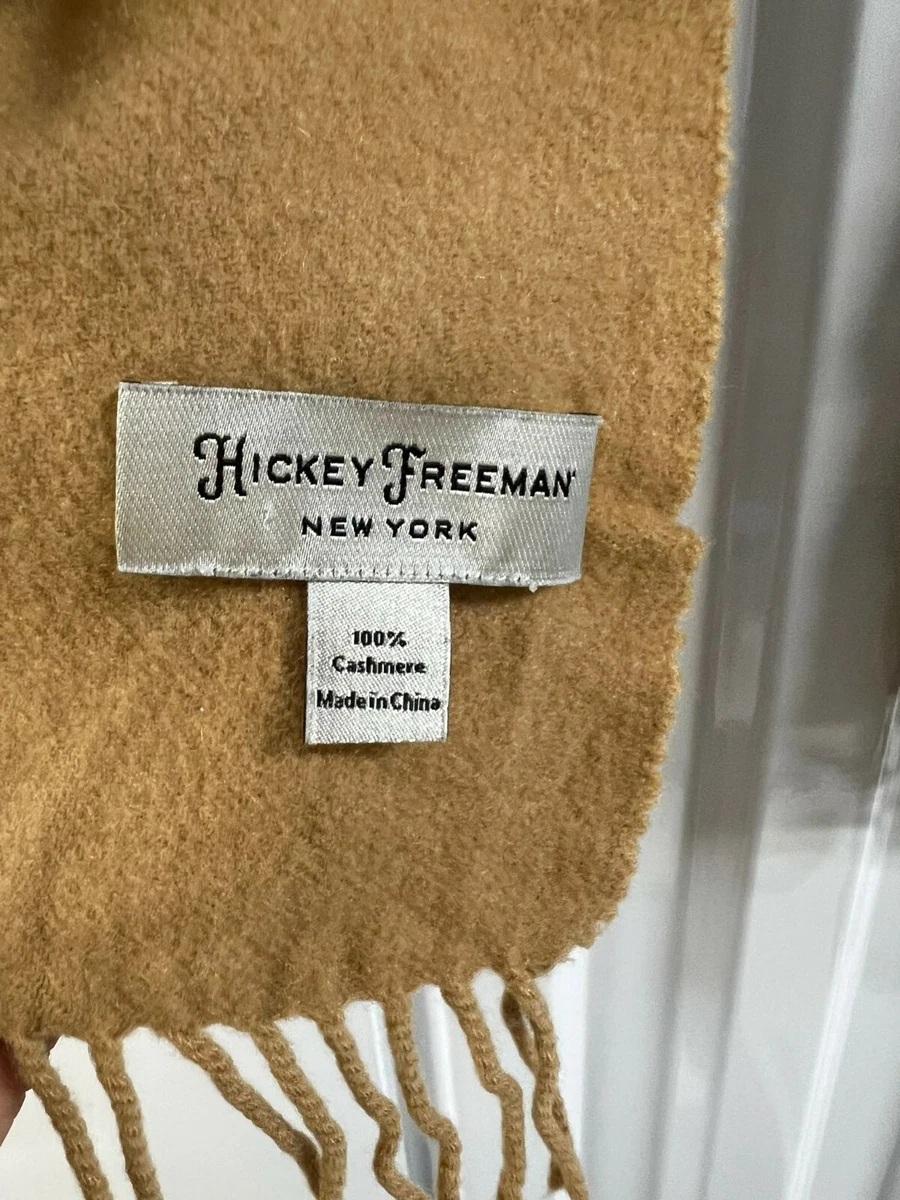 HICKEY FREEMAN
NEW YORK
100%
Cashmere
Made in China